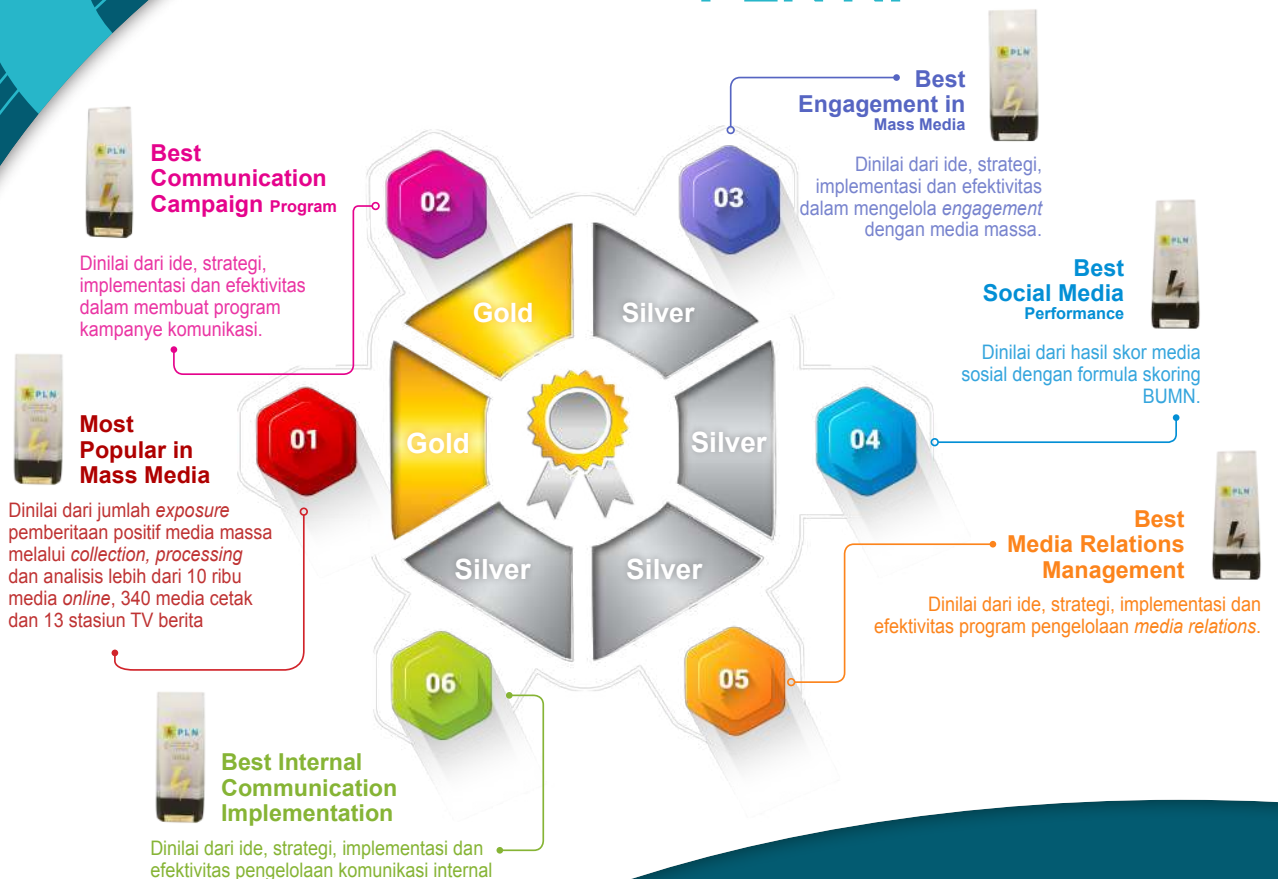 Best
Engagement in
Mass Media
Dinilai dari ide, strategi,
implementasi dan efektivitas
dalam mengelola engagement
dengan media massa.
03
Best
Communication
Campaign Program
02
Dinilai dari ide, strategi,
implementasi dan efektivitas
dalam membuat program
kampanye komunikasi.
Best
Social Media
Performance
Dinilai dari hasil skor media
sosial dengan formula skoring
BUMN.
04
Gold
Silver
Gold
Silver
Silver
Silver
Most
Popular in
Mass Media
01
Dinilai dari jumlah exposure
pemberitaan positif media massa
melalui collection, processing
dan analisis lebih dari 10 ribu
media online, 340 media cetak
dan 13 stasiun TV berita
Best
Media Relations
Management
Dinilai dari ide, strategi, implementasi dan
efektivitas program pengelolaan media relations.
05
06
Best Internal
Communication
Implementation
Dinilai dari ide, strategi, implementasi dan
efektivitas pengelolaan komunikasi internal
PLN
PLN
PLN
PLN
PLN
PLN